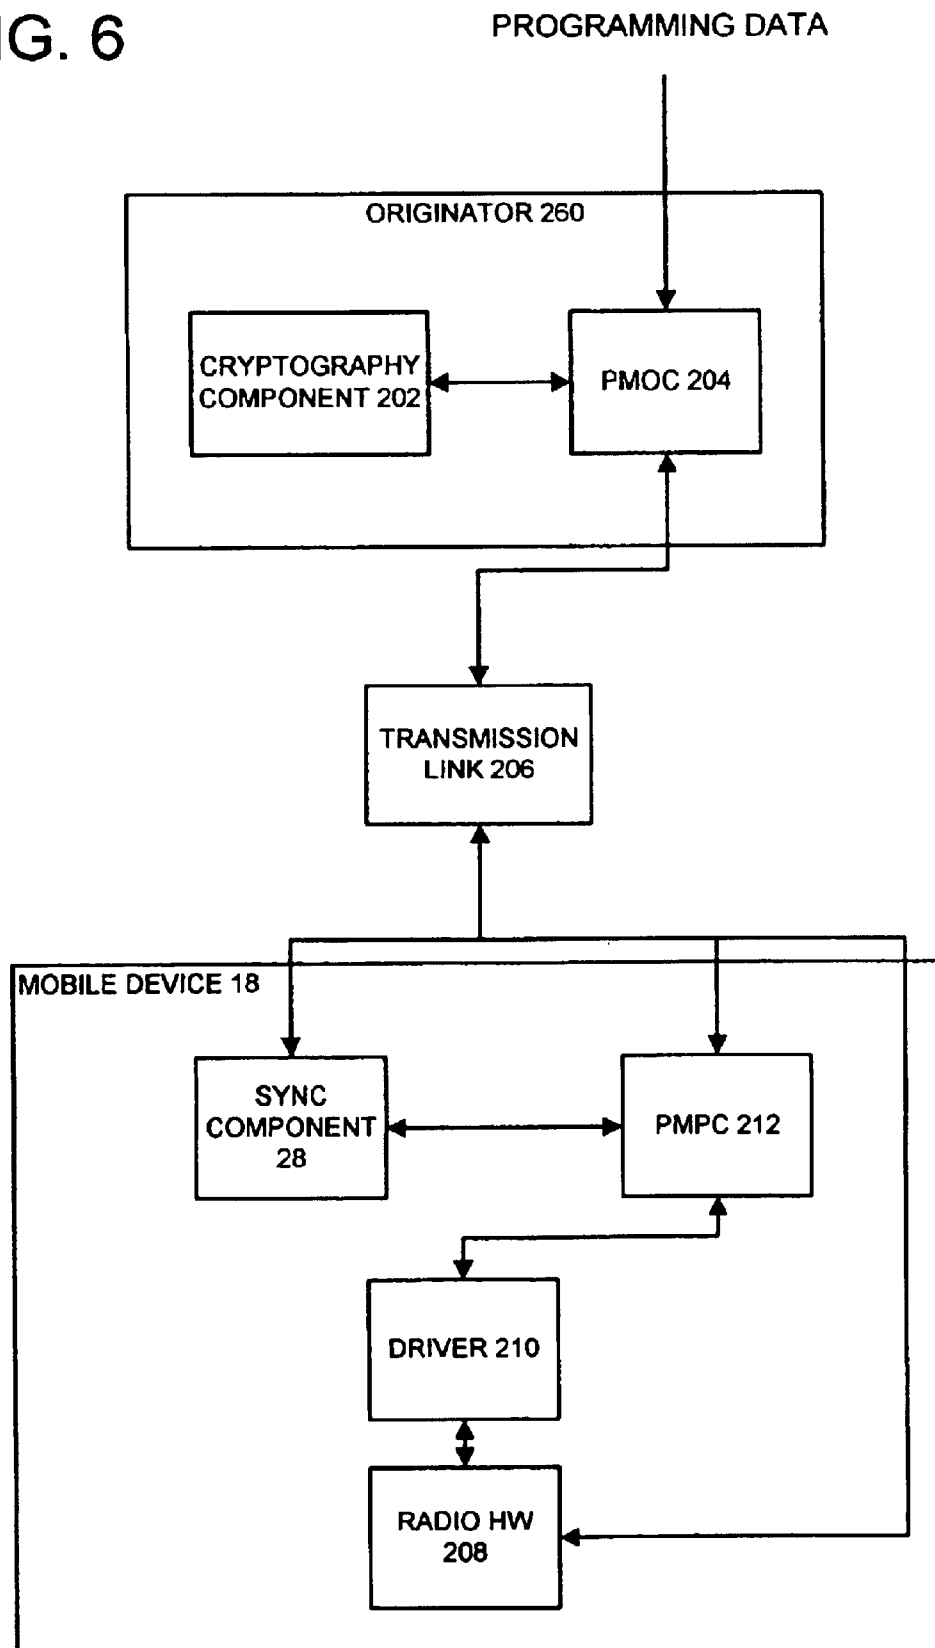 IG. 6
PROGRAMMING DATA
ORIGINATOR 260
CRYPTOGRAPHY
COMPONENT 202
PMOC 204
TRANSMISSION
LINK 206
MOBILE DEVICE 18
SYNC
COMPONENT
28
PMPC 212
DRIVER 210
RADIO HW
208